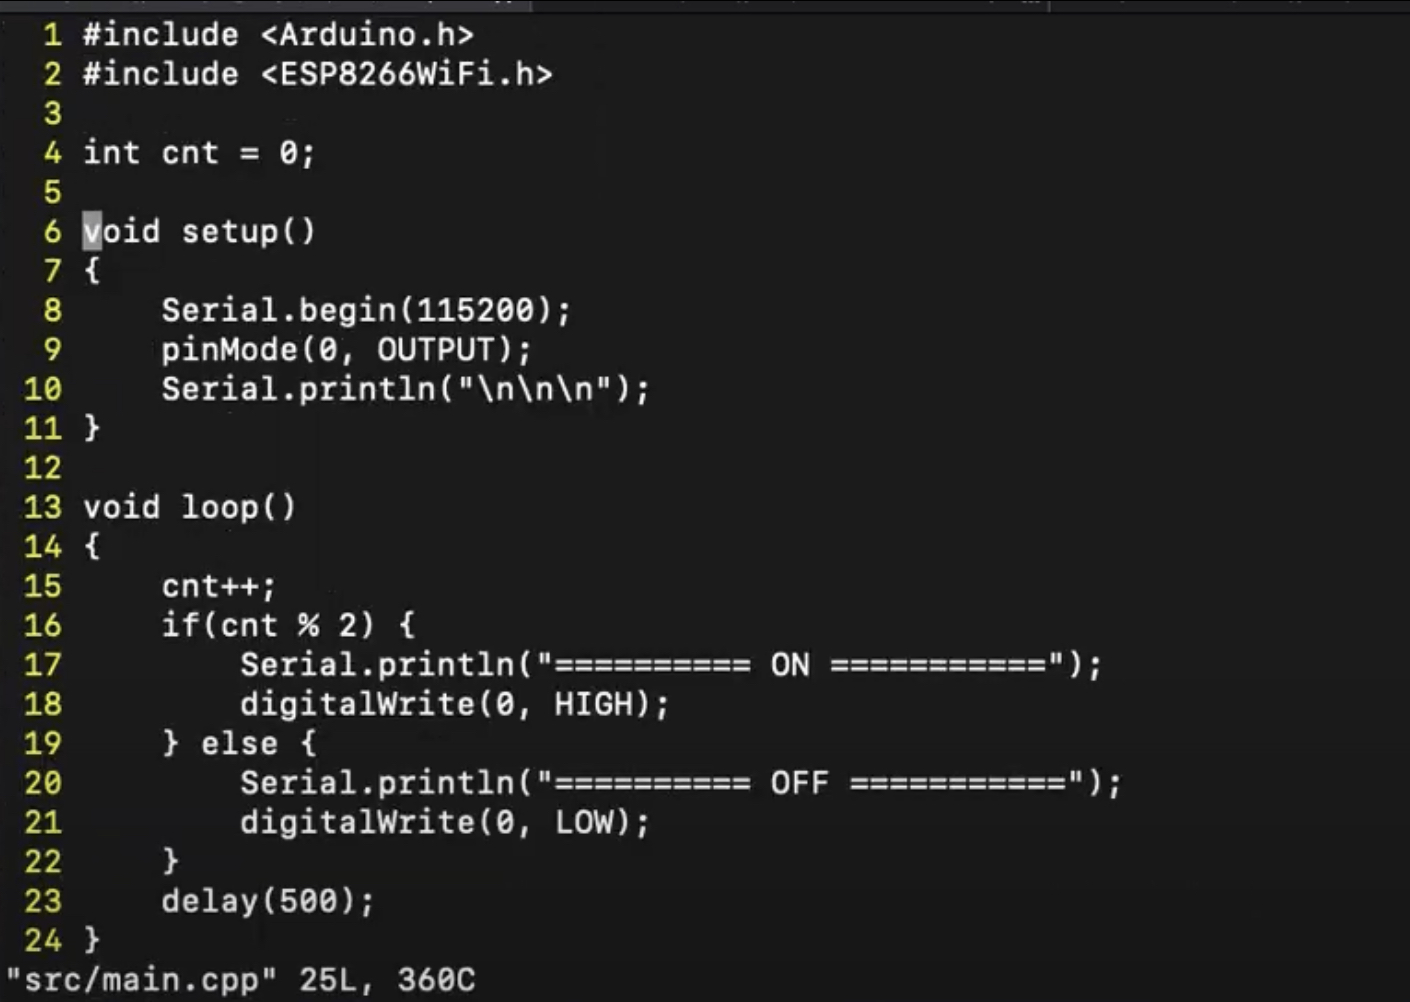 1 #include <Arduino.h>
2 #include <ESP8266WiFi.h>
3
4 int cnt = 0;
5
6 void setup()
7 {
8     Serial.begin(115200);
9     pinMode(0, OUTPUT);
10     Serial.println("\n\n\n");
11 }
12
13 void loop()
14 {
15     cnt++;
16     if(cnt % 2) {
17         Serial.println("========== ON ===========");
18         digitalWrite(0, HIGH);
19     } else {
20         Serial.println("========== OFF ===========");
21         digitalWrite(0, LOW);
22     }
23     delay(500);
24 }
"src/main.cpp" 25L, 360C